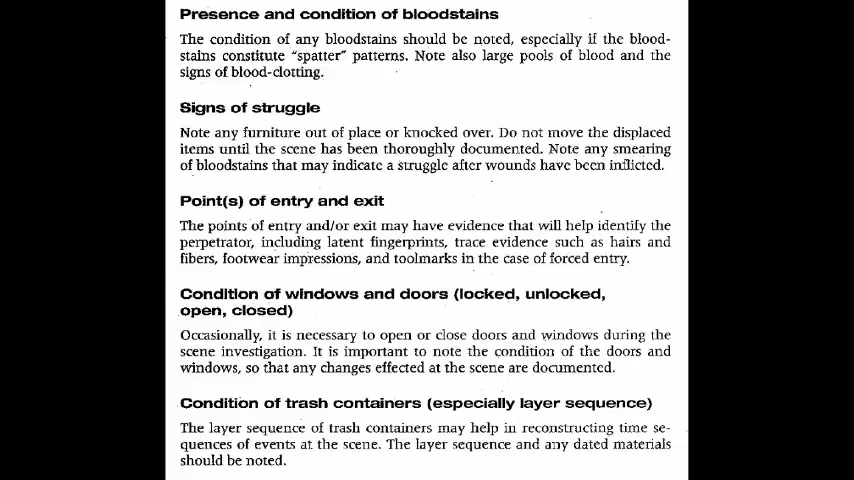 Presence and condition of bloodstains
The condition of any bloodstains should be noted, especially if the blood-
stains constitute "spatter" patterns. Note also large pools of blood and the
signs of blood-clotting.
Signs of struggle
Note any furniture out of place or knocked over. Do not move the displaced
items until the scene has been thoroughly documented. Note any smearing
of bloodstains that may indicate a struggle after wounds have been inflicted.
Point(s) of entry and exit
The points of entry and/or exit may have evidence that will help identify the
perpetrator, including latent fingerprints, trace evidence such as hairs and
fibers, footwear impressions, and toolmarks in the case of forced entry.
Condition of windows and doors (locked, unlocked,
open, closed)
Occasionally, it is necessary to open or close doors and windows during the
scene investigation. It is important to note the condition of the doors and
windows, so that any changes effected at the scene are documented.
Condition of trash containers (especially layer sequence)
The layer sequence of trash containers may help in reconstructing time se-
quences of events at the scene. The layer sequence and any dated materials
should be noted.